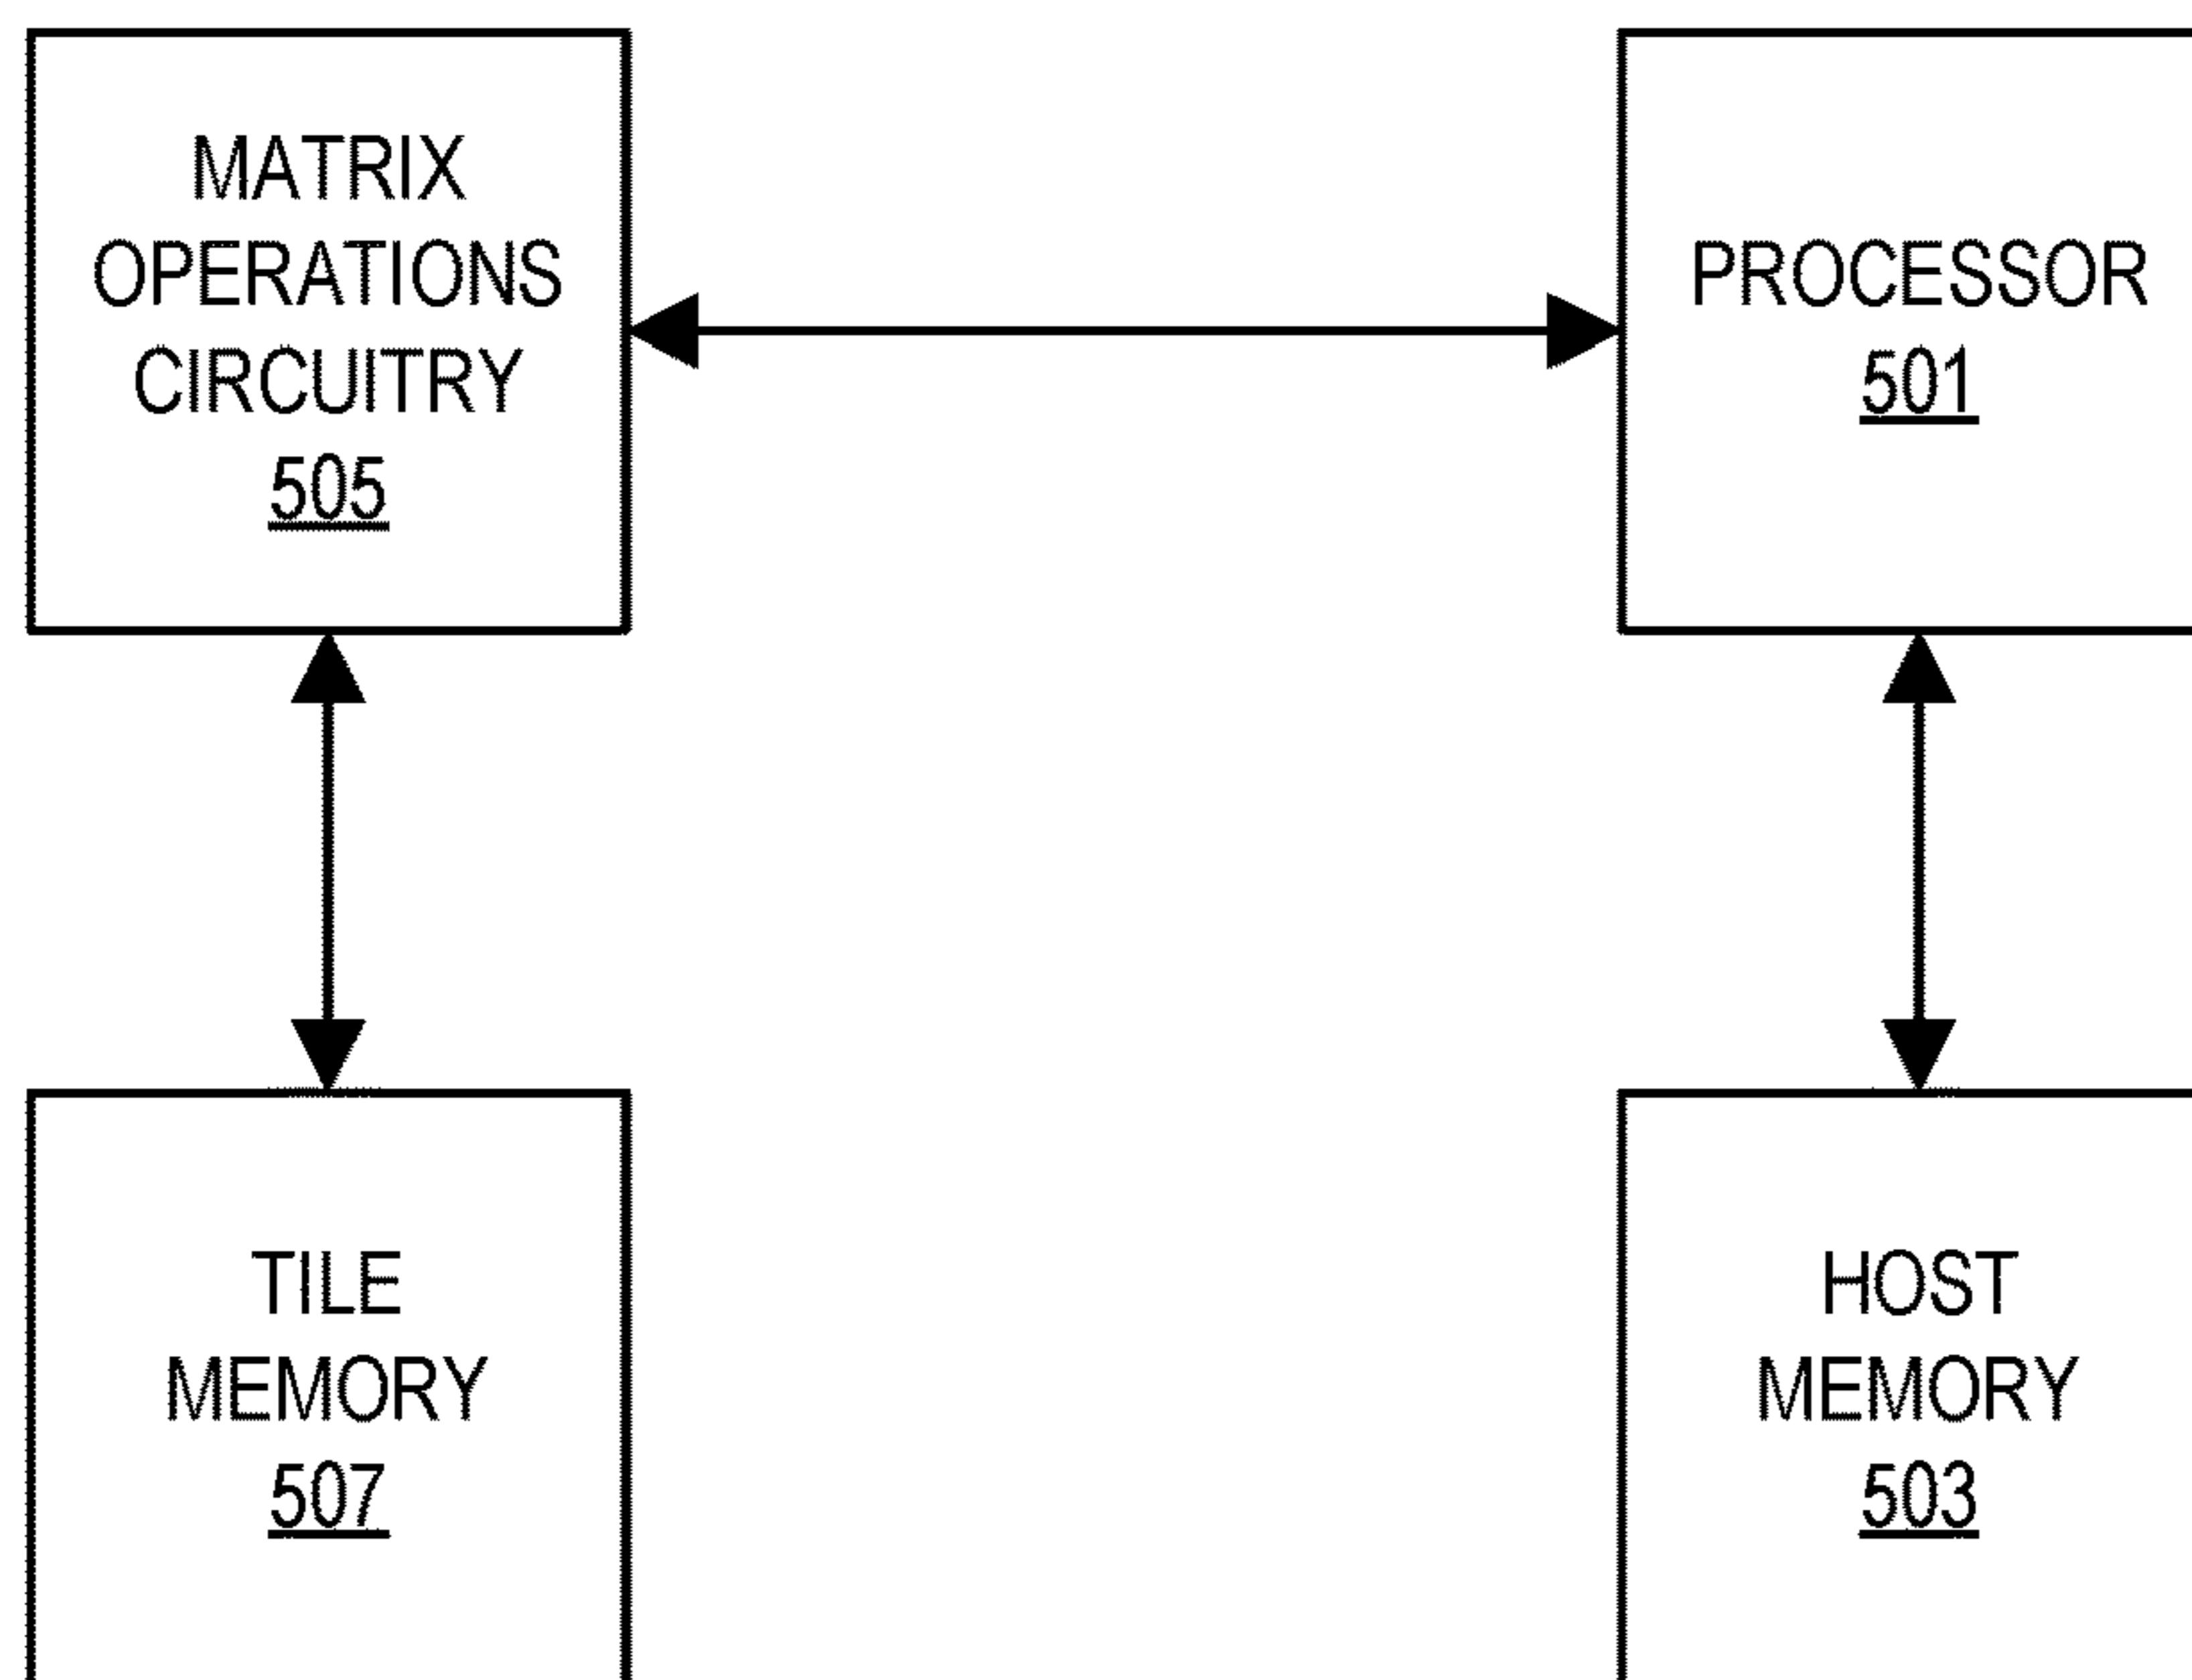 MATRIX
OPERATIONS
CIRCUITRY
505
PROCESSOR
501
TILE
MEMORY
507
HOST
MEMORY
503